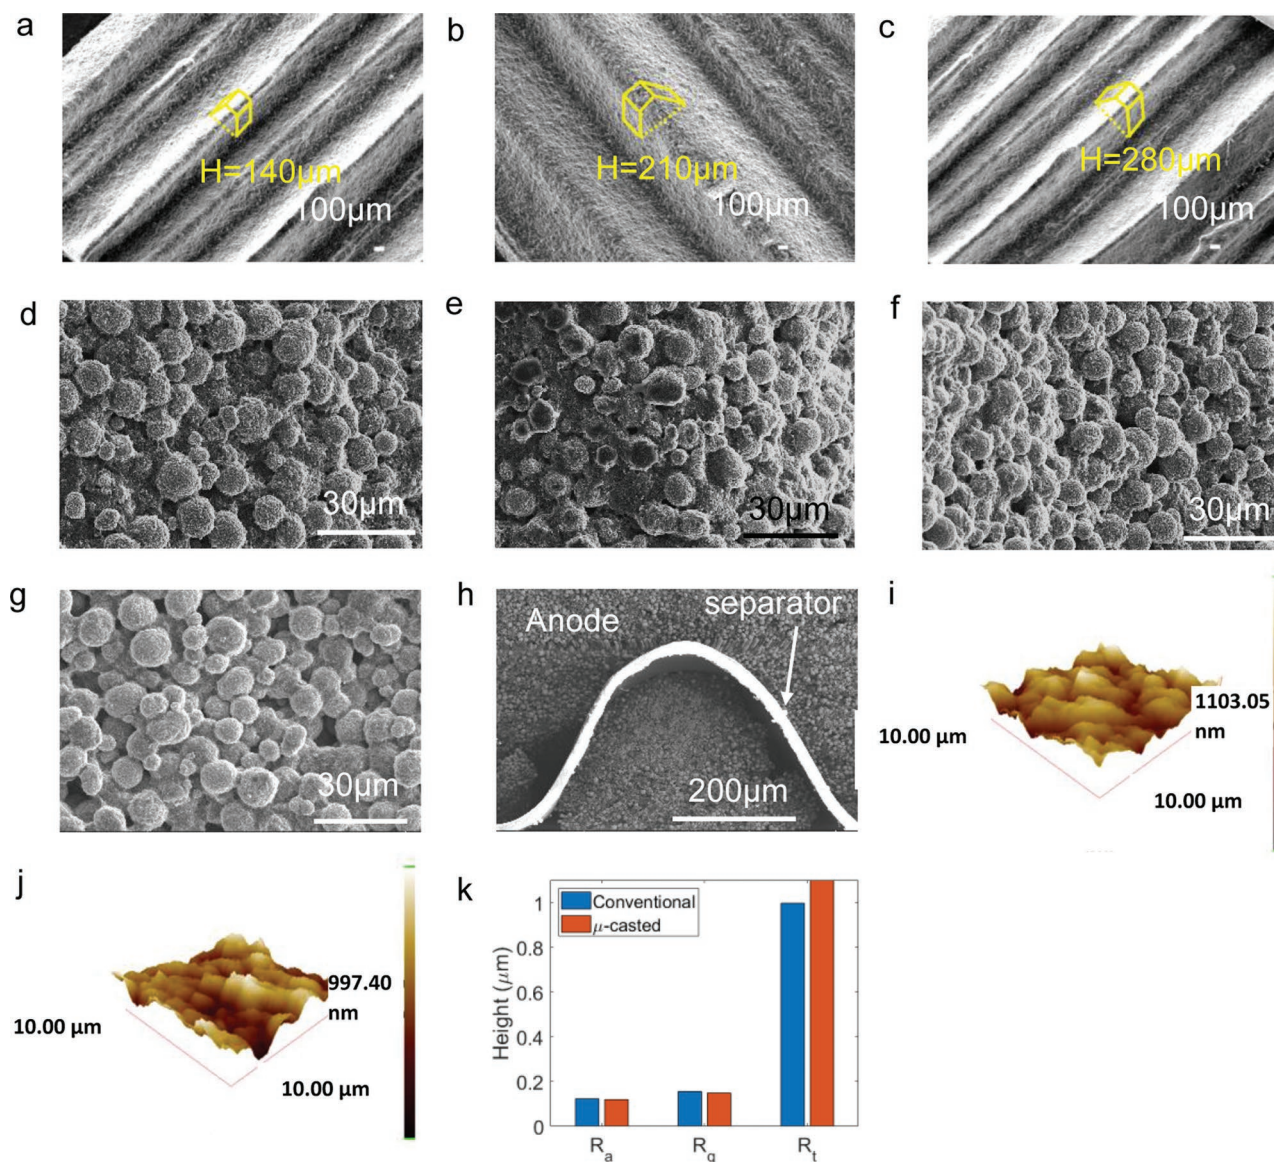 a
b
c
H=140µm
100µm
H=210µm
100µm
H=280µm
100µm
d
e
f
30µm
30µm
30µm
g
h
i
30µm
Anode
separator
200µm
10.00 µm
1103.05
nm
10.00 µm
j
k
10.00 µm
997.40
nm
10.00 µm
Height (µm)
1
0.8
0.6
0.4
0.2
0
Conventional
µ-casted
Ra
Rq
Rt